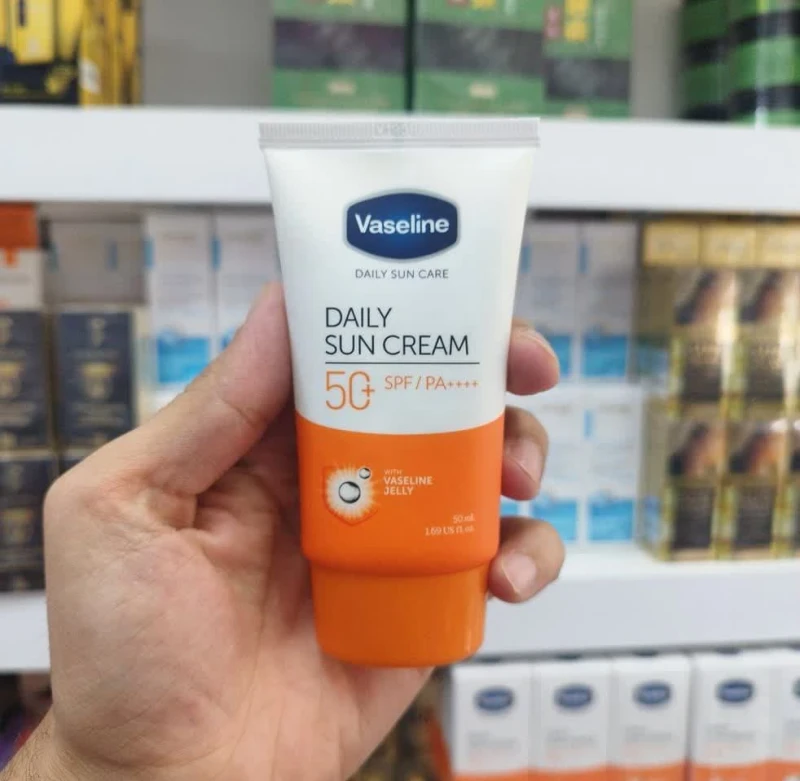 Vaseline
DAILY SUN CARE
DAILY
SUN CREAM
50+ SPF / PA++++
WITH
VASELINE
JELLY
50 mL
1.69 US fl. oz.